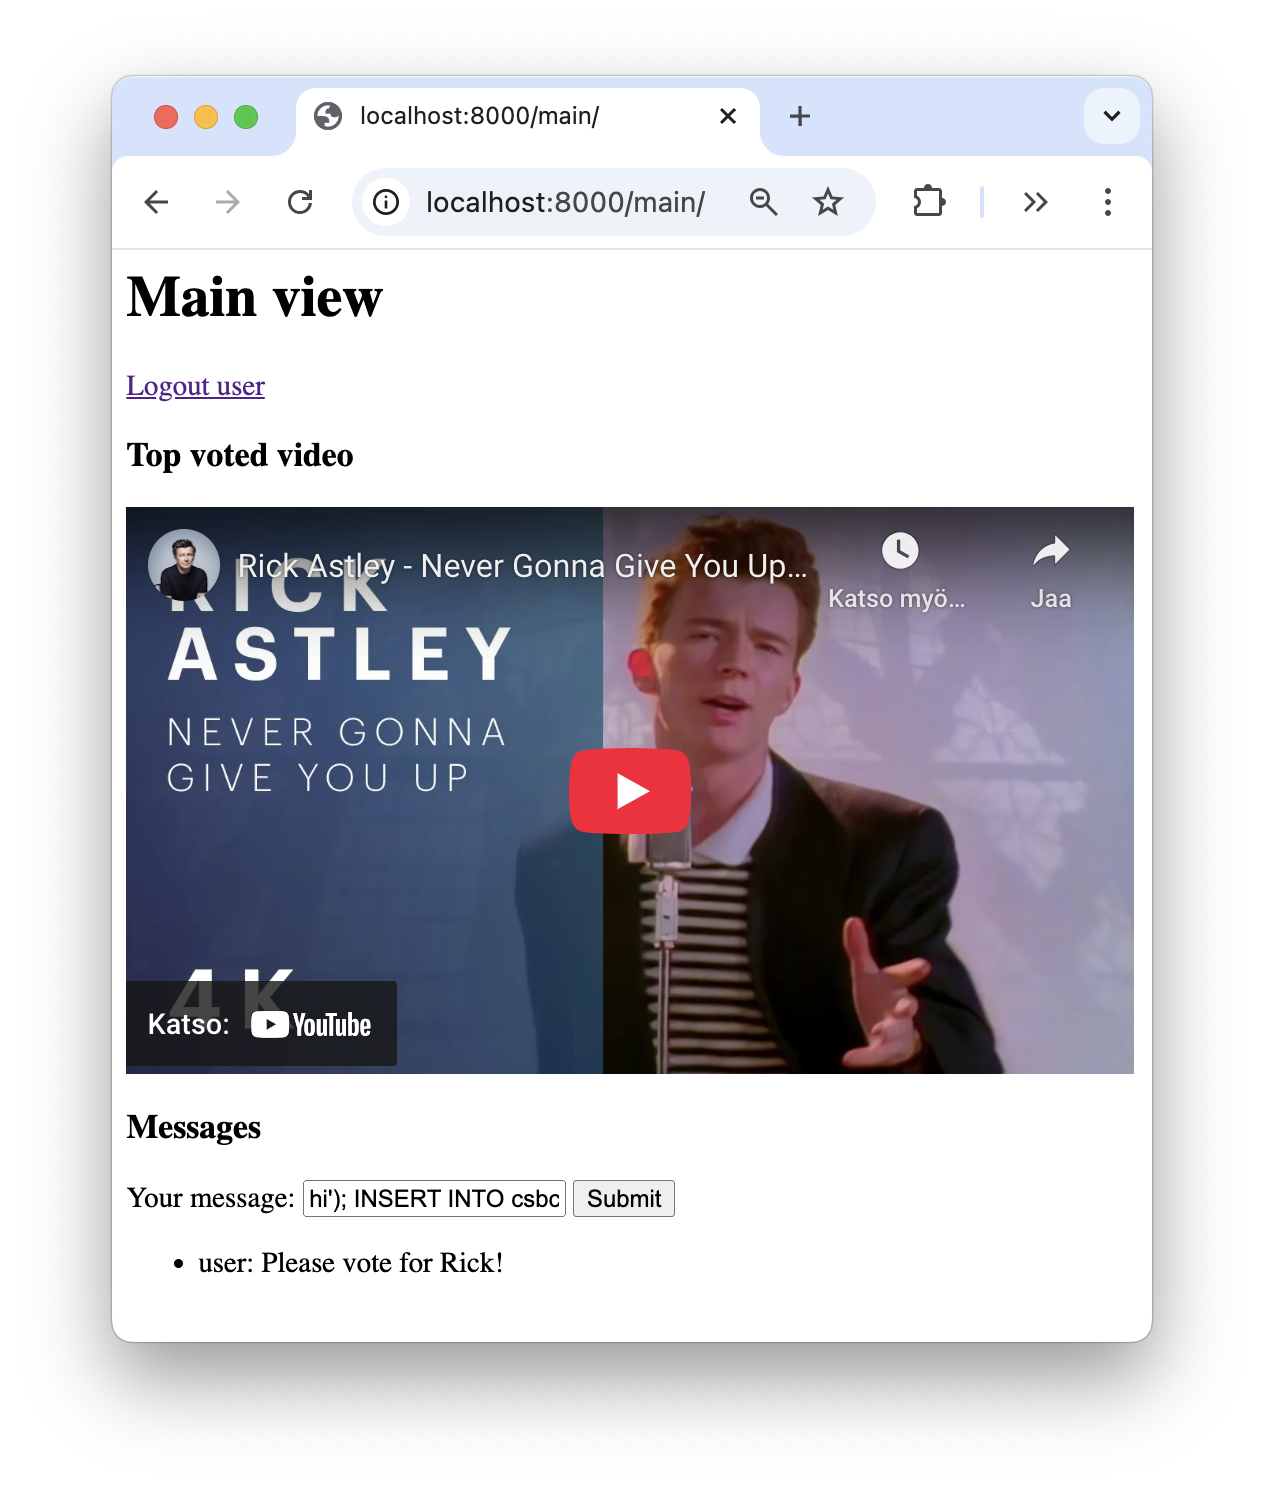 localhost:8000/main/
localhost:8000/main/
Main view
Logout user
Top voted video
Rick Astley - Never Gonna Give You Up...
Katso myö...
Jaa
RICK
ASTLEY
NEVER GONNA
GIVE YOU UP
4K
Katso: YouTube
Messages
Your message: hi'); INSERT INTO csbc Submit
• user: Please vote for Rick!